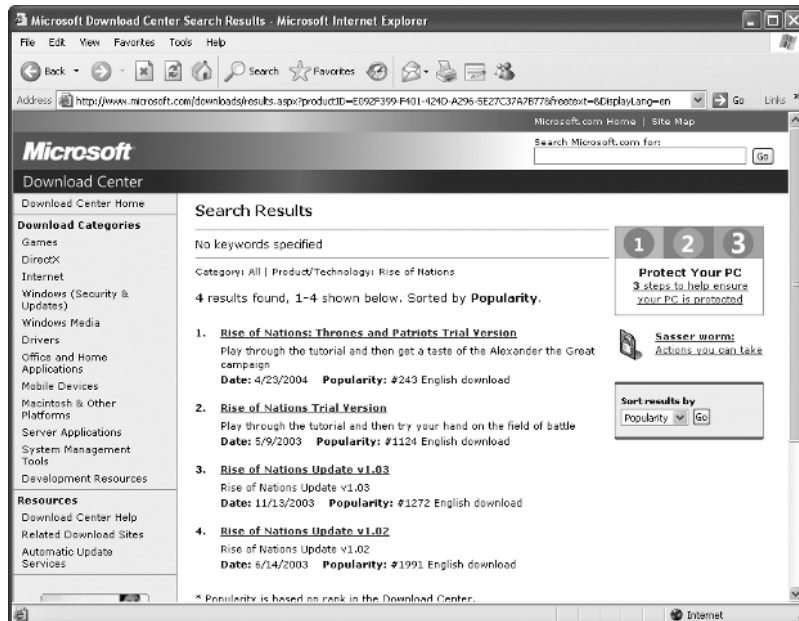 Microsoft Download Center Search Results - Microsoft Internet Explorer
File Edit View Favorites Tools Help
Back Search Favorites
Address http://www.microsoft.com/downloads/results.aspx?productID=E092F399-F401-424D-A296-5E27C37A7B77&freetext=&DisplayLang=en Go Links
Microsoft.com Home | Site Map
Microsoft
Search Microsoft.com for:
Go
Download Center
Download Center Home
Download Categories
Games
DirectX
Internet
Windows (Security &
Updates)
Windows Media
Drivers
Office and Home
Applications
Mobile Devices
Macintosh & Other
Platforms
Server Applications
System Management
Tools
Development Resources
Resources
Download Center Help
Related Download Sites
Automatic Update
Services
Search Results
No keywords specified
Category: All | Product/Technology: Rise of Nations
4 results found, 1-4 shown below. Sorted by Popularity.
1. Rise of Nations: Thrones and Patriots Trial Version
Play through the tutorial and then get a taste of the Alexander the Great
campaign
Date: 4/23/2004 Popularity: #243 English download
2. Rise of Nations Trial Version
Play through the tutorial and then try your hand on the field of battle
Date: 5/9/2003 Popularity: #1124 English download
3. Rise of Nations Update v1.03
Rise of Nations Update v1.03
Date: 11/13/2003 Popularity: #1272 English download
4. Rise of Nations Update v1.02
Rise of Nations Update v1.02
Date: 6/14/2003 Popularity: #1991 English download
* Popularity is based on rank in the Download Center.
1 2 3
Protect Your PC
3 steps to help ensure
your PC is protected
Sasser worm:
Actions you can take
Sort results by
Popularity Go
Internet